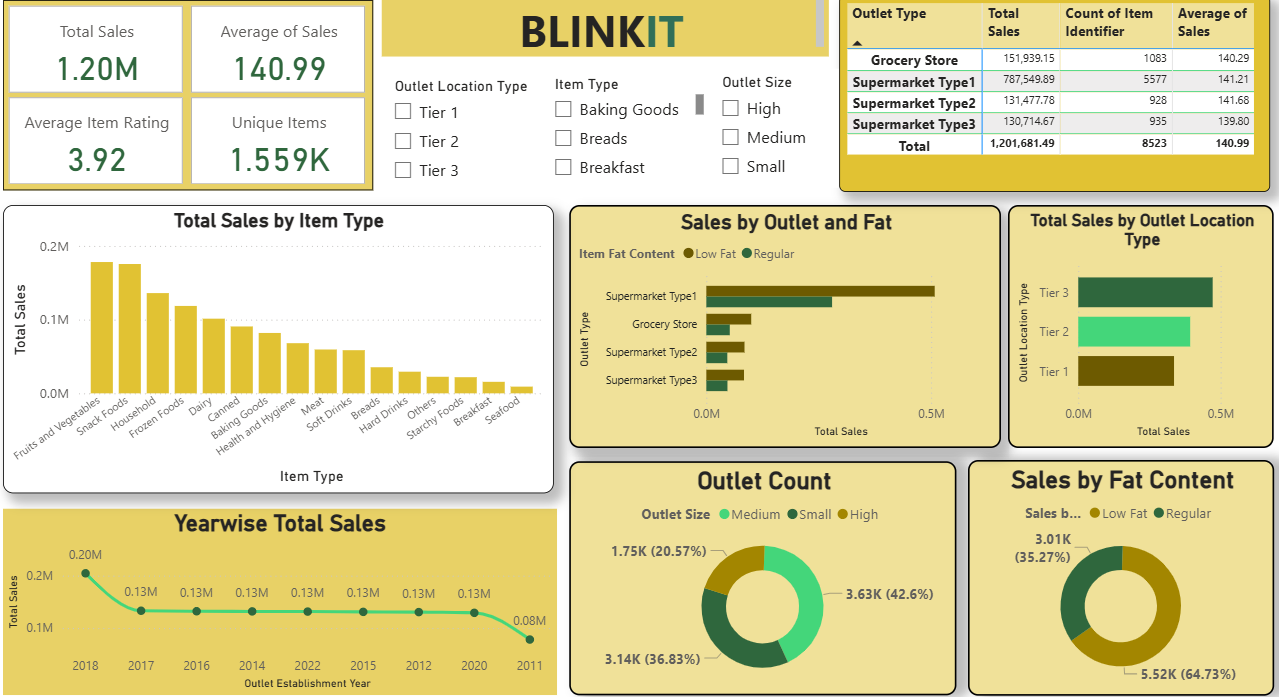 Total Sales
1.20M
Average of Sales
140.99
Average Item Rating
3.92
Unique Items
1.559K
BLINKIT
Outlet Location Type
Tier 1
Tier 2
Tier 3
Item Type
Baking Goods
Breads
Breakfast
Outlet Size
High
Medium
Small
Outlet Type Total Sales Count of Item Identifier Average of Sales
Grocery Store 151,939.15 1083 140.29
Supermarket Type1 787,549.89 5577 141.21
Supermarket Type2 131,477.78 928 141.68
Supermarket Type3 130,714.67 935 139.80
Total 1,201,681.49 8523 140.99
Total Sales by Item Type
Total Sales
0.2M
0.1M
0.0M
Fruits and Vegetables
Snack Foods
Household
Frozen Foods
Dairy
Canned
Baking Goods
Health and Hygiene
Meat
Soft Drinks
Breads
Hard Drinks
Others
Starchy Foods
Breakfast
Seafood
Item Type
Sales by Outlet and Fat
Item Fat Content Low Fat Regular
Outlet Type
Supermarket Type1
Grocery Store
Supermarket Type2
Supermarket Type3
0.0M 0.5M
Total Sales
Total Sales by Outlet Location
Type
Outlet Location Type
Tier 3
Tier 2
Tier 1
0.0M 0.5M
Total Sales
Yearwise Total Sales
Total Sales
0.2M
0.1M
0.20M 0.13M 0.13M 0.13M 0.13M 0.13M 0.13M 0.13M 0.08M
2018 2017 2016 2014 2022 2015 2012 2020 2011
Outlet Establishment Year
Outlet Count
Outlet Size Medium Small High
1.75K (20.57%)
3.63K (42.6%)
3.14K (36.83%)
Sales by Fat Content
Sales b... Low Fat Regular
3.01K
(35.27%)
5.52K (64.73%)